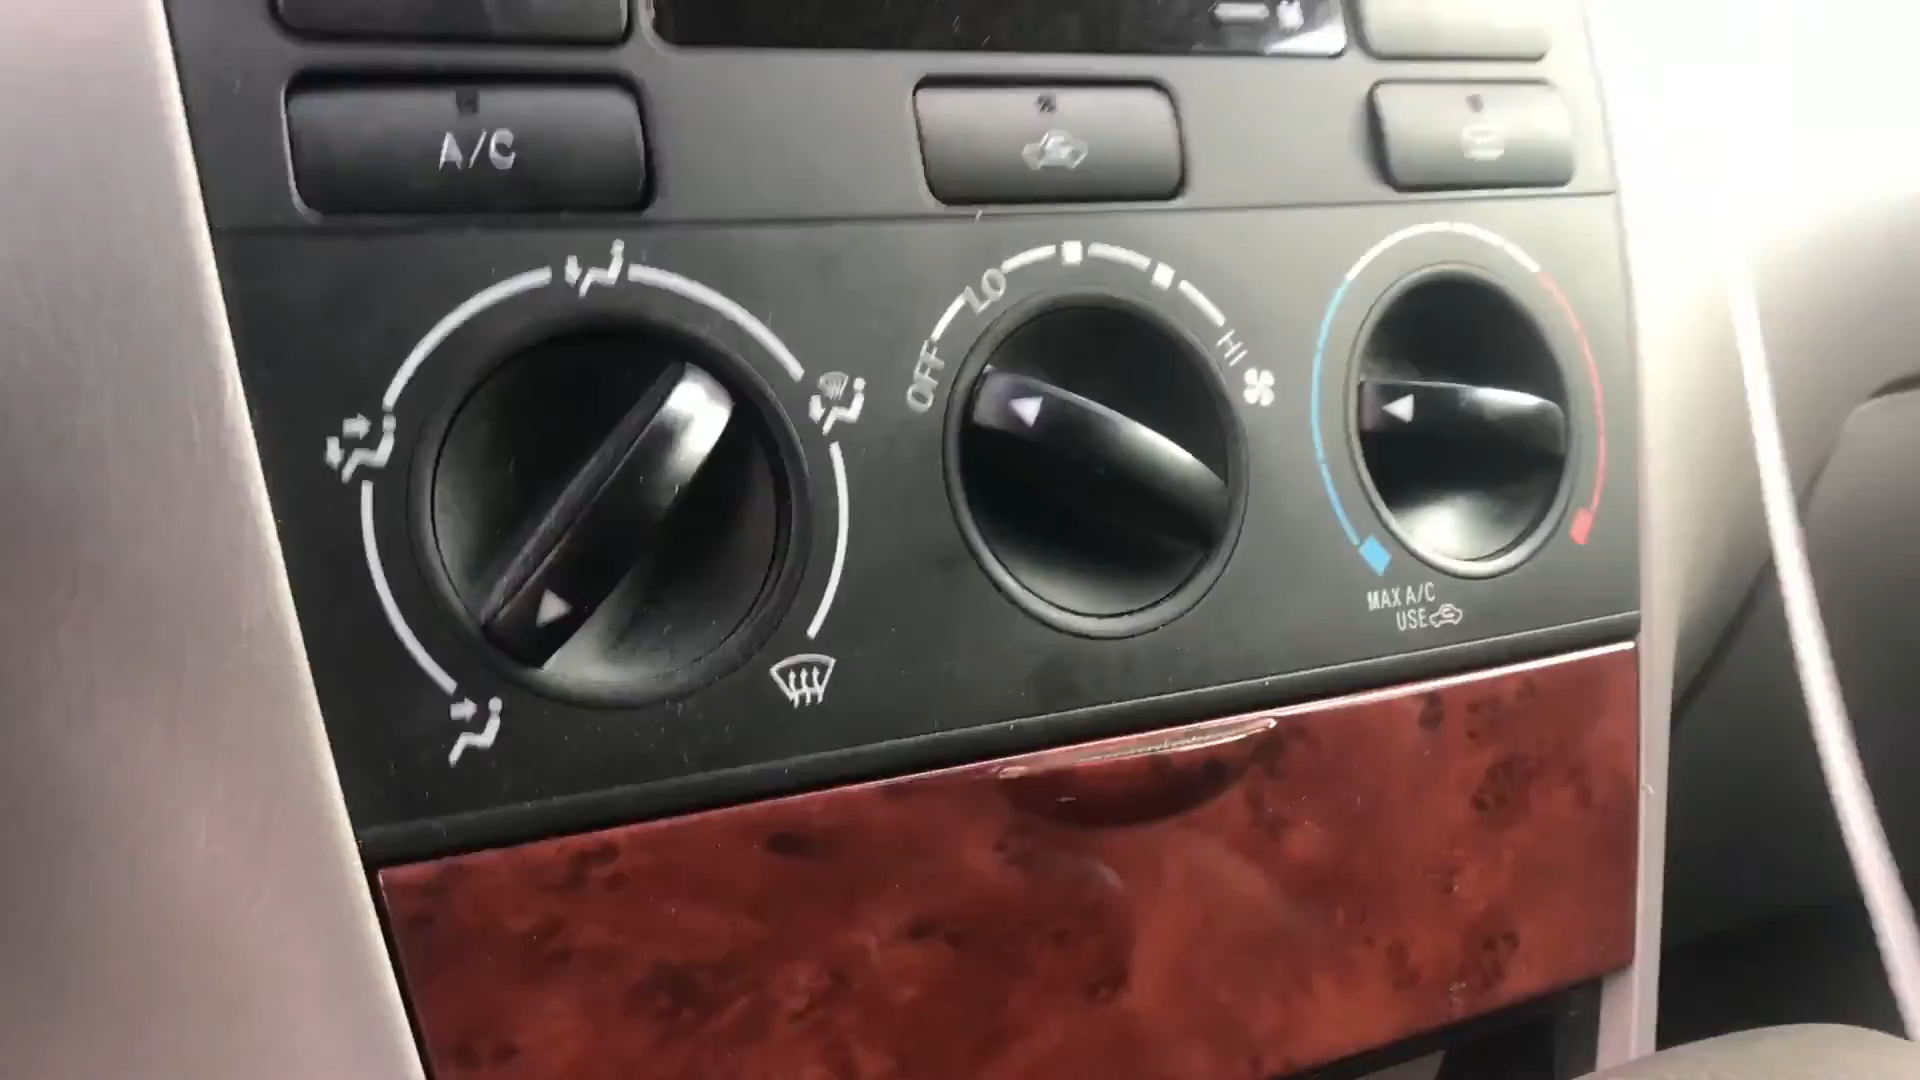 A/C
OFF
LO
HI
MAX A/C
USE